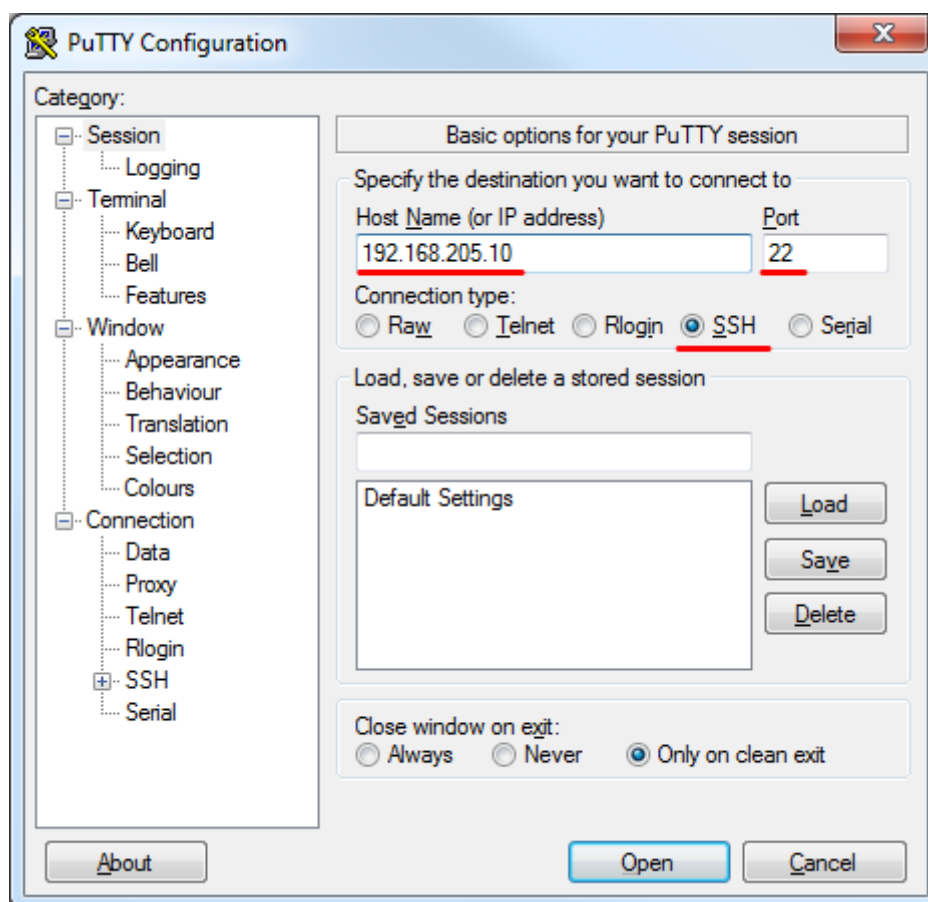 PuTTY Configuration
Category:
Session
Logging
Terminal
Keyboard
Bell
Features
Window
Appearance
Behaviour
Translation
Selection
Colours
Connection
Data
Proxy
Telnet
Rlogin
SSH
Serial
Basic options for your PuTTY session
Specify the destination you want to connect to
Host Name (or IP address) Port
192.168.205.10 22
Connection type:
Raw Telnet Rlogin SSH Serial
Load, save or delete a stored session
Saved Sessions
Default Settings
Load
Save
Delete
Close window on exit:
Always Never Only on clean exit
About Open Cancel